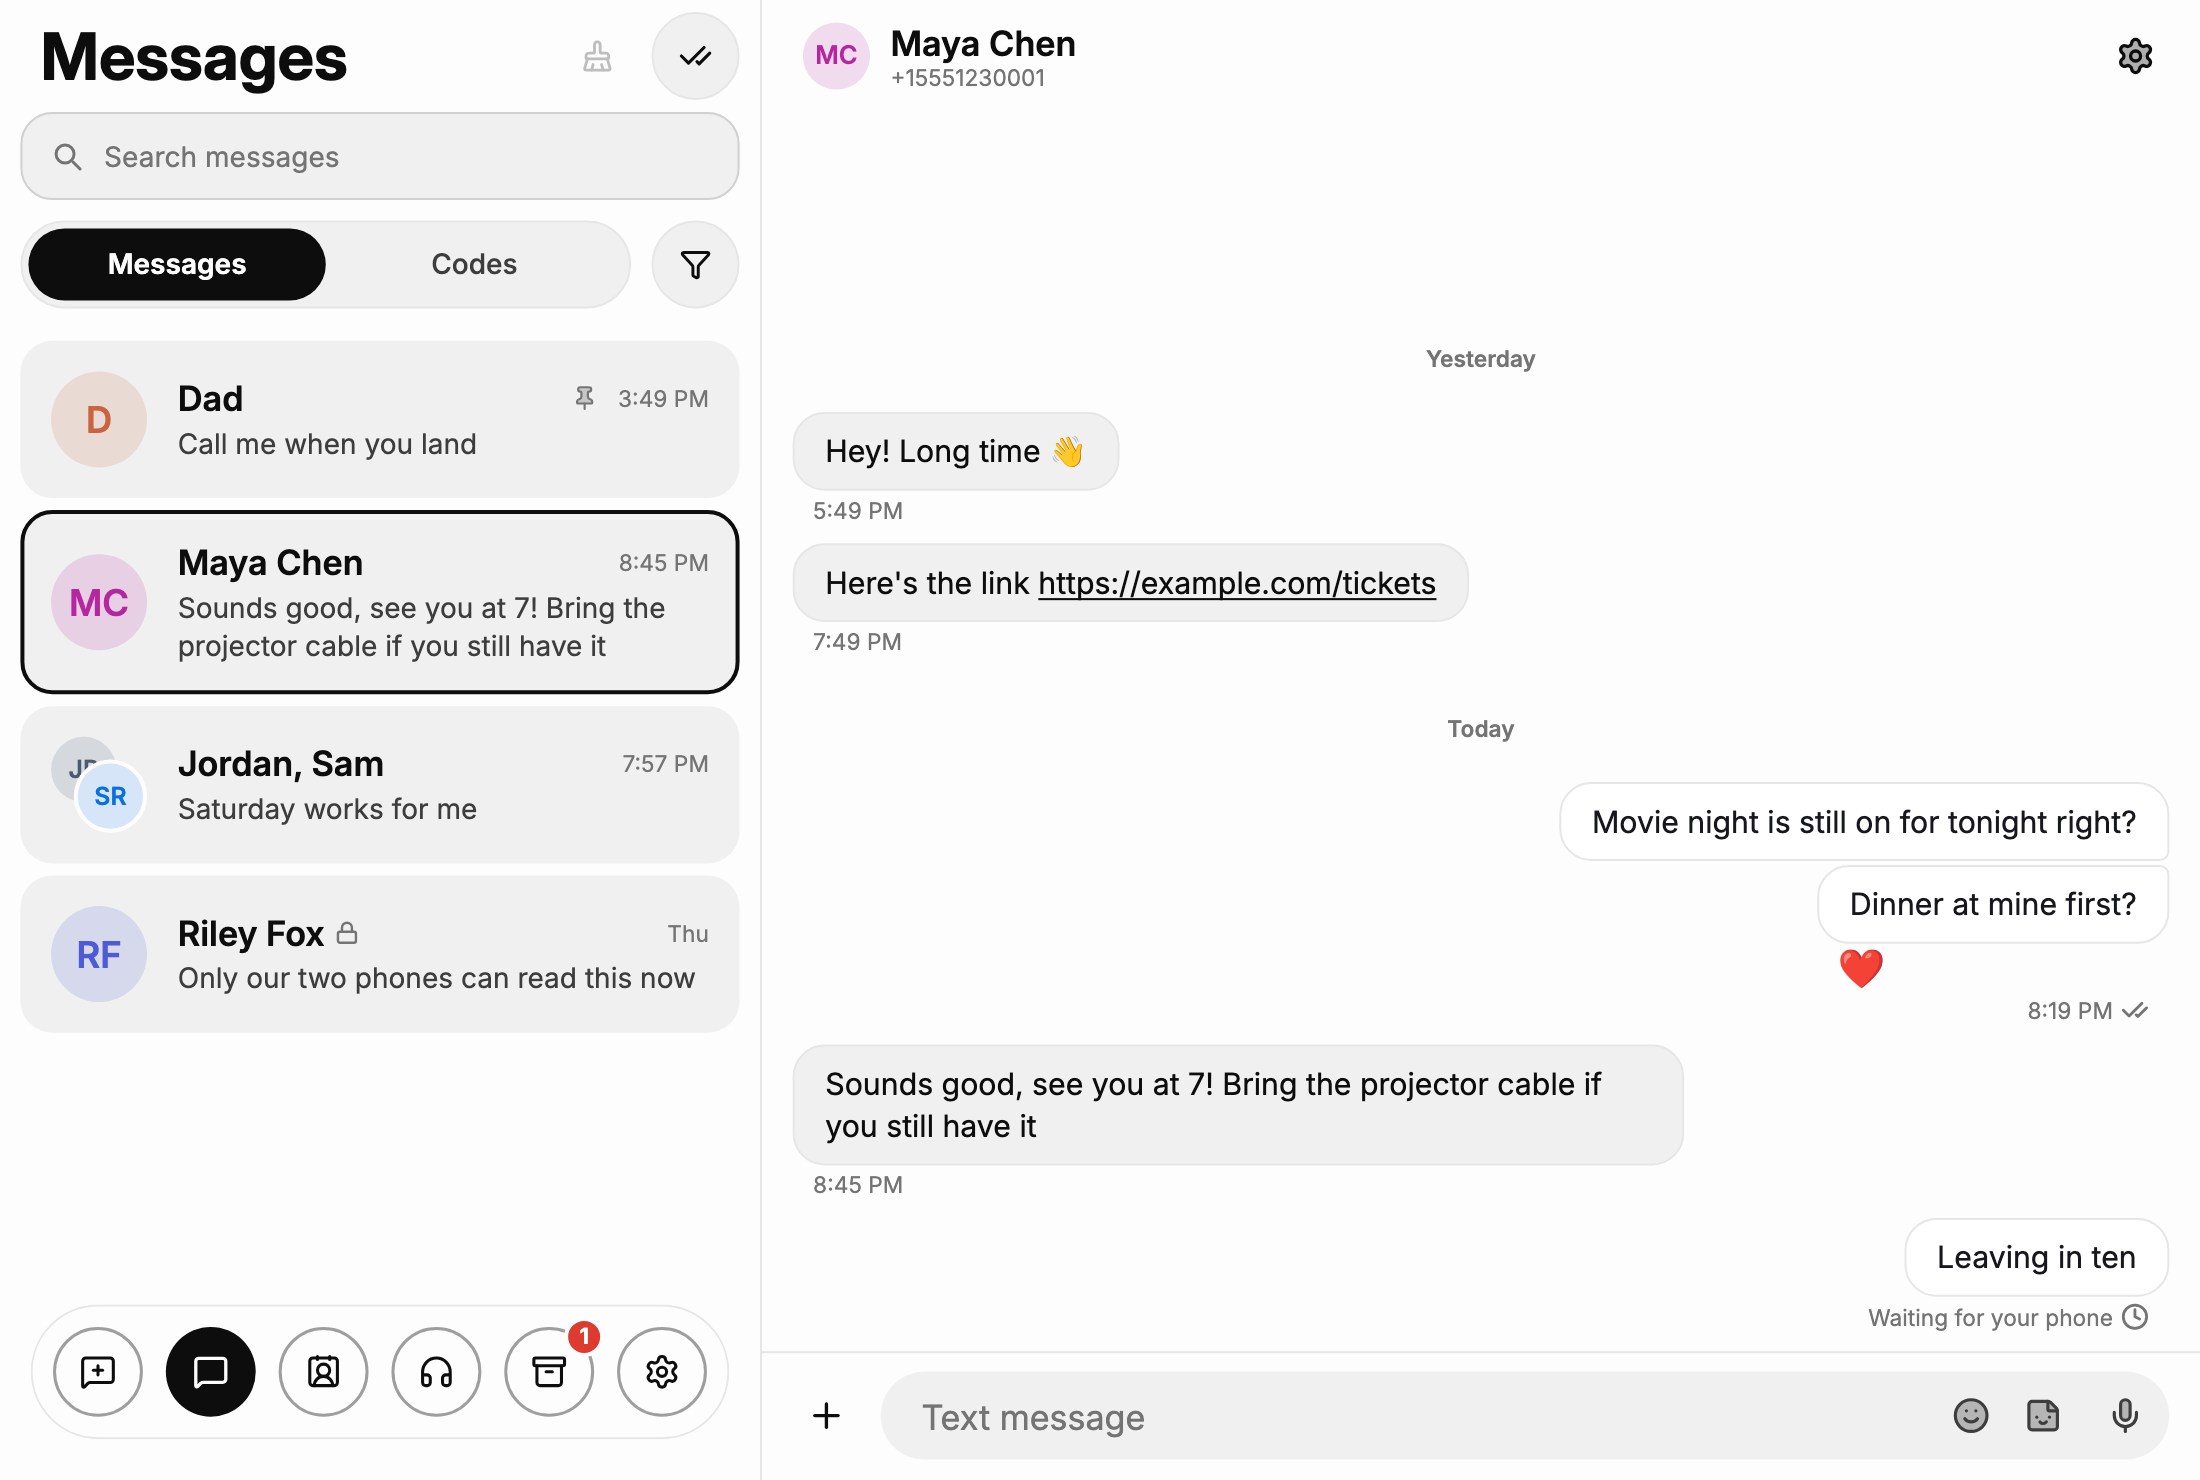 Messages
Search messages
Messages
Codes
D
Dad
3:49 PM
Call me when you land
MC
Maya Chen
8:45 PM
Sounds good, see you at 7! Bring the
projector cable if you still have it
SR
Jordan, Sam
7:57 PM
Saturday works for me
RF
Riley Fox
Thu
Only our two phones can read this now
1
MC
Maya Chen
+15551230001
Yesterday
Hey! Long time 👋
5:49 PM
Here's the link https://example.com/tickets
7:49 PM
Today
Movie night is still on for tonight right?
Dinner at mine first?
❤️
8:19 PM
Sounds good, see you at 7! Bring the projector cable if
you still have it
8:45 PM
Leaving in ten
Waiting for your phone
Text message